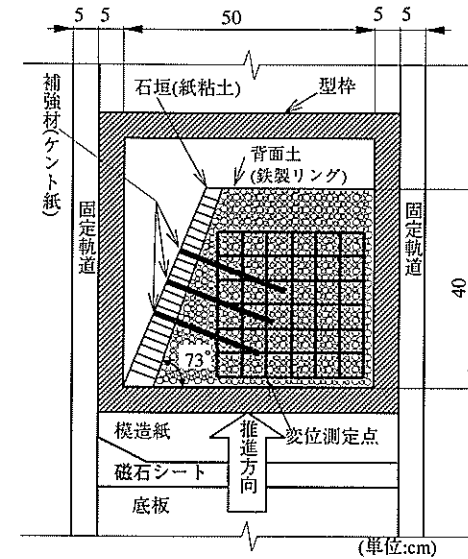 5 5 50 5 5
石垣(紙粘土)
型枠
補強材(ケント紙)
背面土
(鉄製リング)
固定軌道
固定軌道
40
73°
模造紙
推進方向
変位測定点
磁石シート
底板
(単位:cm)